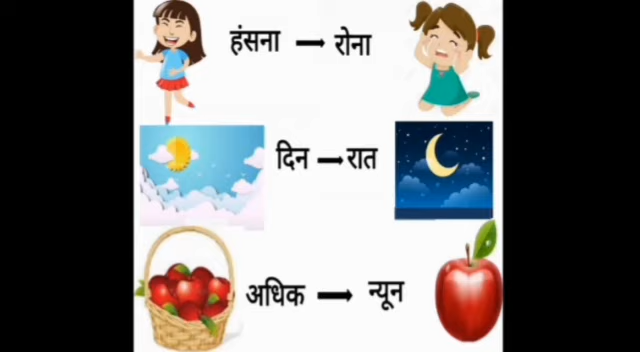 हंसना → रोना
दिन → रात
अधिक → न्यून